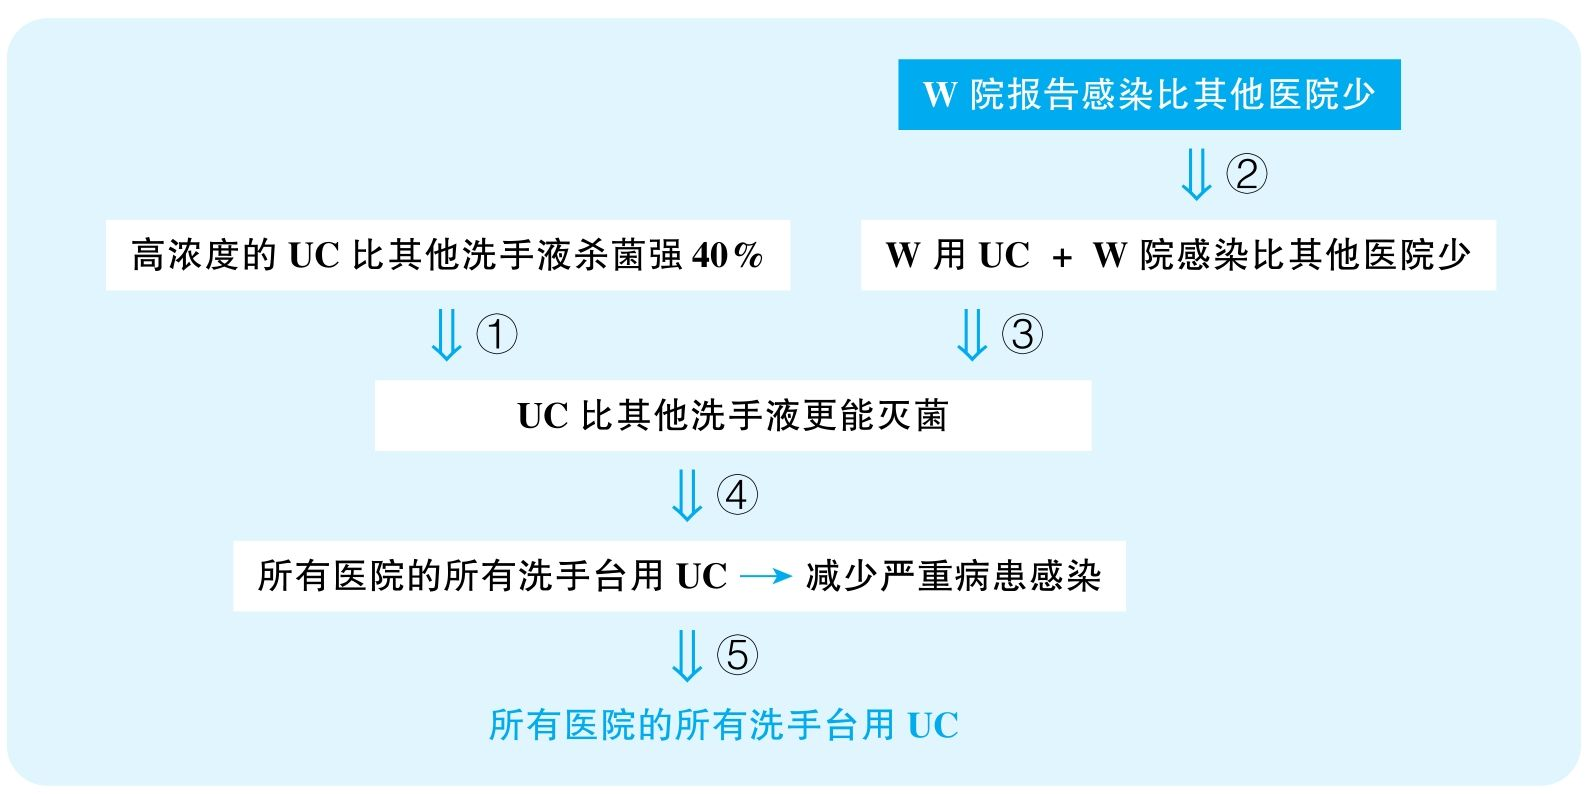 W 院报告感染比其他医院少
②
高浓度的 UC 比其他洗手液杀菌强 40%
W 用 UC + W 院感染比其他医院少
①
③
UC 比其他洗手液更能灭菌
④
所有医院的所有洗手台用 UC → 减少严重病患感染
⑤
所有医院的所有洗手台用 UC